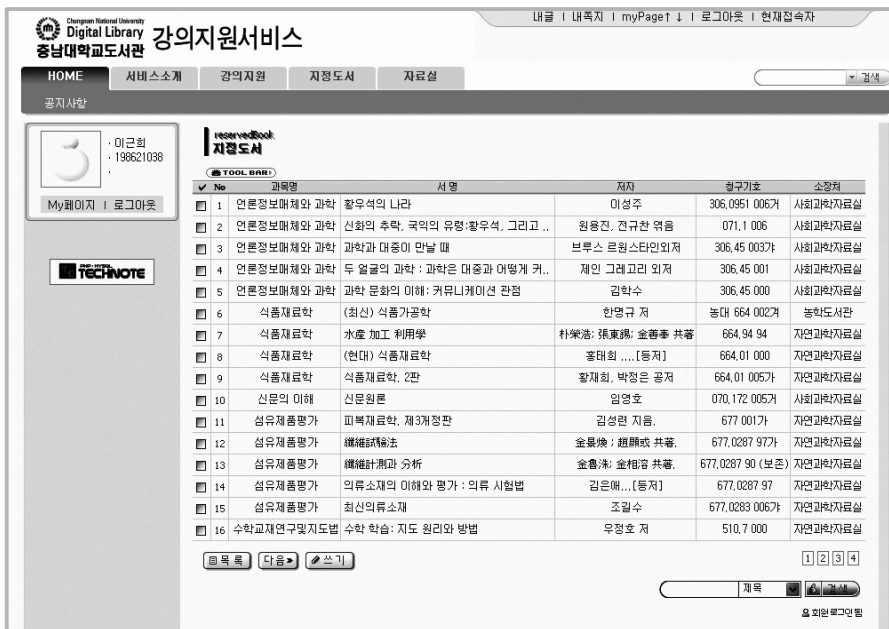 Chungnam National University
Digital Library
충남대학교도서관
강의지원서비스
내글 | 내쪽지 | myPage↑ ↓ | 로그아웃 | 현재접속자
HOME 서비스소개 강의지원 지정도서 자료실 검색
공지사항
· 이근희
· 198621038
My페이지 | 로그아웃
PHP+MYSQL
TECHNOTE
reservedBook
지정도서
TOOL BAR
No 과목명 서 명 저자 청구기호 소장처
1 언론정보매체와 과학 황우석의 나라 이성주 306.0951 006거 사회과학자료실
2 언론정보매체와 과학 신화의 추락, 국익의 유령:황우석, 그리고 .. 원용진, 전규찬 엮음 071.1 006 사회과학자료실
3 언론정보매체와 과학 과학과 대중이 만날 때 브루스 르윈스타인외저 306.45 003가 사회과학자료실
4 언론정보매체와 과학 두 얼굴의 과학 : 과학은 대중과 어떻게 커.. 제인 그레고리 외저 306.45 001 사회과학자료실
5 언론정보매체와 과학 과학 문화의 이해: 커뮤니케이션 관점 김학수 306.45 000 사회과학자료실
6 식품재료학 (최신) 식품가공학 한명규 저 농대 664 002겨 농학도서관
7 식품재료학 水產 加工 利用學 朴榮浩; 張東錫; 金善奉 共著 664.94 94 자연과학자료실
8 식품재료학 (현대) 식품재료학 홍태희 ....[등저] 664.01 000 자연과학자료실
9 식품재료학 식품재료학, 2판 황재희, 박정은 공저 664.01 005가 자연과학자료실
10 신문의 이해 신문원론 임영호 070.172 005거 사회과학자료실
11 섬유제품평가 피복재료학, 제3개정판 김성련 지음. 677 001가 자연과학자료실
12 섬유제품평가 纖維試驗法 金景煥 ; 趙顯或 共著. 677.0287 97가 자연과학자료실
13 섬유제품평가 纖維計測과 分析 金魯洙; 金相溶 共著. 677.0287 90 (보존) 자연과학자료실
14 섬유제품평가 의류소재의 이해와 평가 : 의류 시험법 김은애...[등저] 677.0287 97 자연과학자료실
15 섬유제품평가 최신의류소재 조길수 677.0283 006가 자연과학자료실
16 수학교재연구및지도법 수학 학습: 지도 원리와 방법 우정호 저 510.7 000 자연과학자료실
목 록 다음 쓰기 1 2 3 4
제목 검색
회원로그인됨